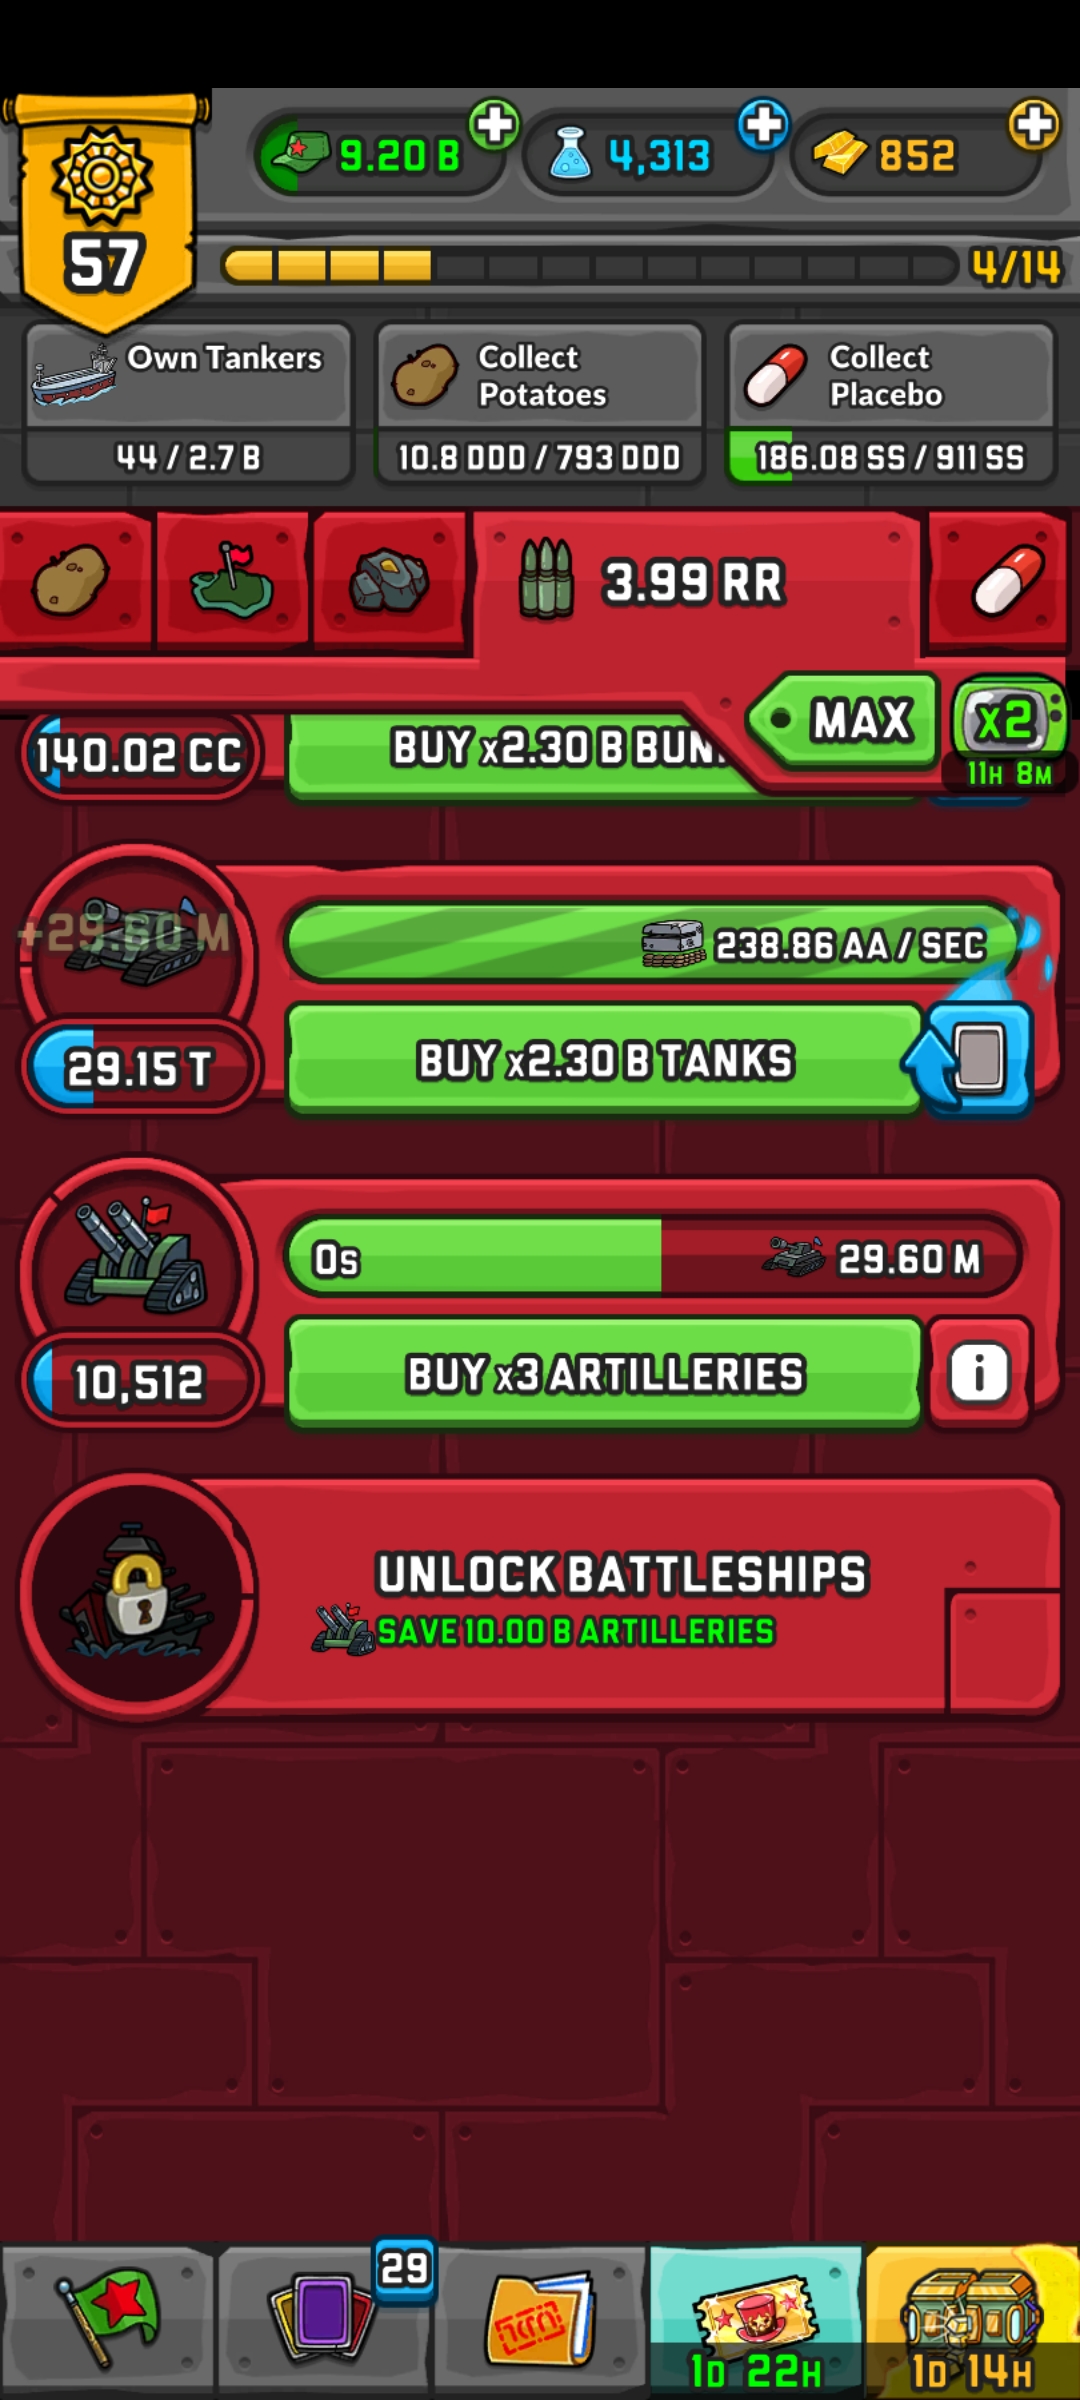 57
9.20 B
4,313
852
4/14
Own Tankers
44 / 2.7 B
Collect
Potatoes
10.8 DDD / 793 DDD
Collect
Placebo
186.08 SS / 911 SS
3.99 RR
MAX
x2
11H 8M
140.02 CC
BUY x2.30 B BUN
+29.60 M
238.86 AA / SEC
29.15 T
BUY x2.30 B TANKS
0s
29.60 M
10,512
BUY x3 ARTILLERIES
i
UNLOCK BATTLESHIPS
SAVE 10.00 B ARTILLERIES
29
1D 22H
1D 14H